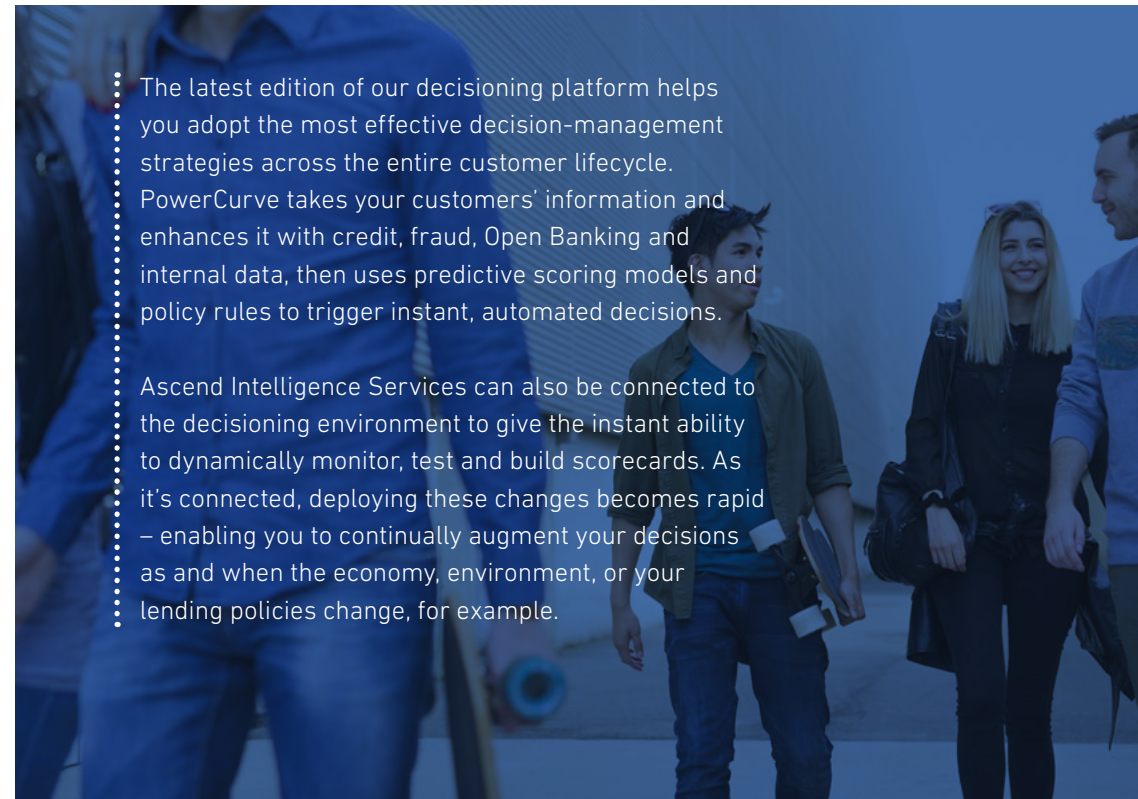 The latest edition of our decisioning platform helps
you adopt the most effective decision-management
strategies across the entire customer lifecycle.
PowerCurve takes your customers’ information and
enhances it with credit, fraud, Open Banking and
internal data, then uses predictive scoring models and
policy rules to trigger instant, automated decisions.
Ascend Intelligence Services can also be connected to
the decisioning environment to give the instant ability
to dynamically monitor, test and build scorecards. As
it’s connected, deploying these changes becomes rapid
– enabling you to continually augment your decisions
as and when the economy, environment, or your
lending policies change, for example.